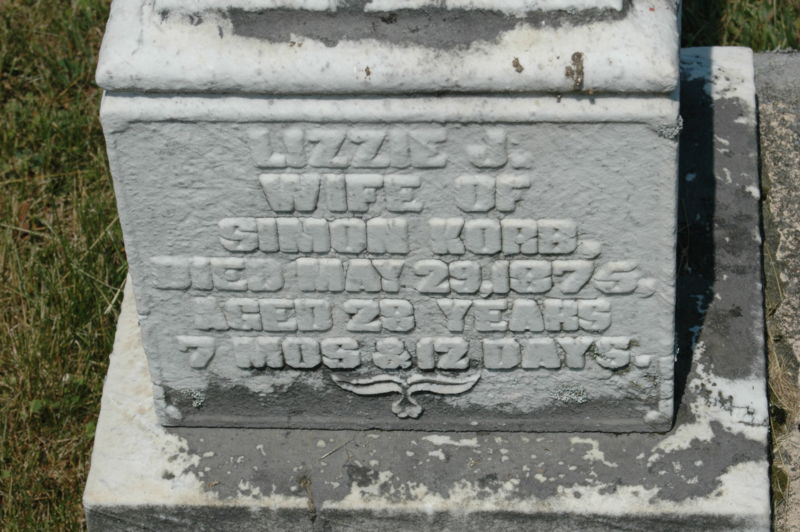 LIZZIE J.
WIFE OF
SIMON KORB,
DIED MAY 29, 1875,
AGED 28 YEARS
7 MOS & 12 DAYS.